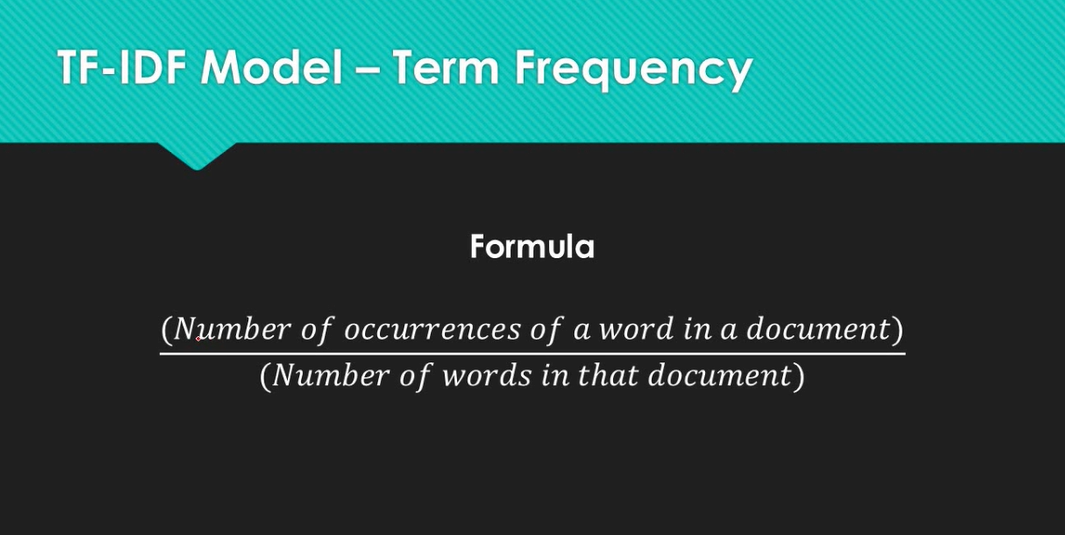 TF-IDF Model – Term Frequency
Formula
(Number of occurrences of a word in a document)
(Number of words in that document)